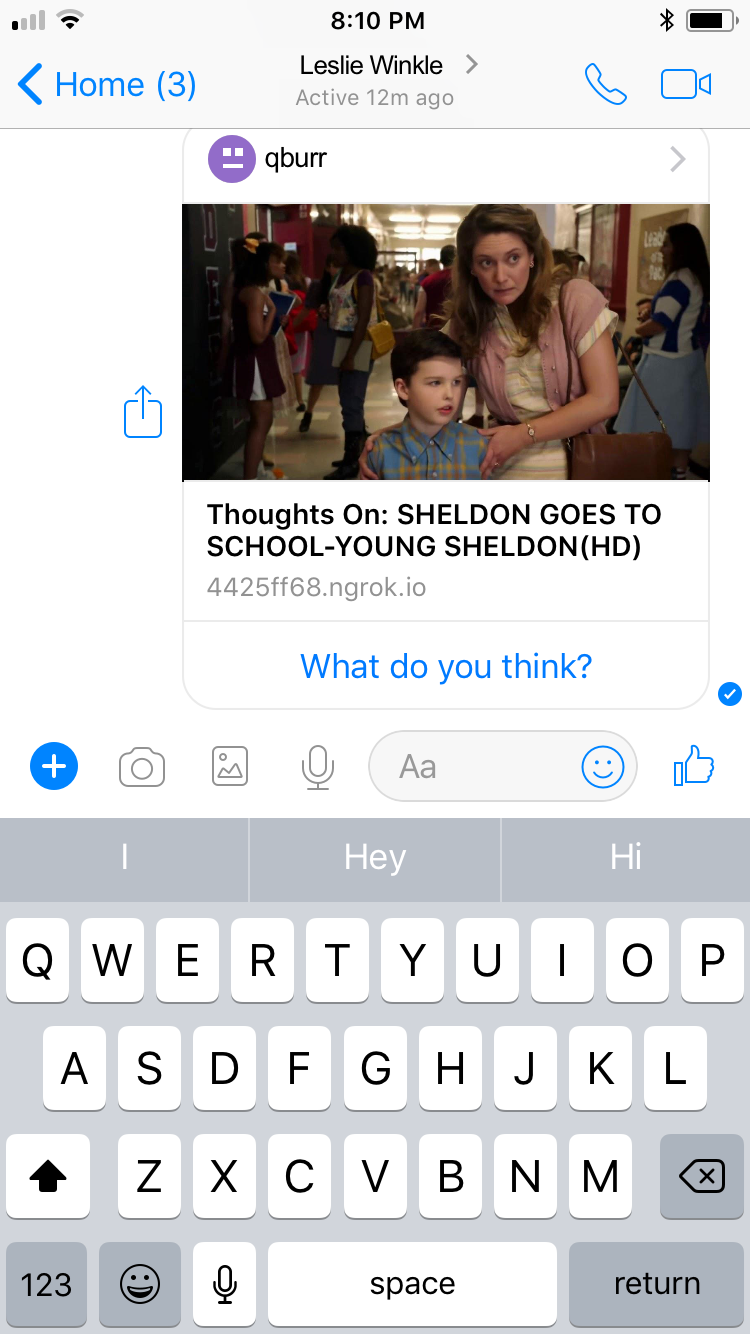 8:10 PM
Home (3)
Leslie Winkle
Active 12m ago
qburr
Thoughts On: SHELDON GOES TO
SCHOOL-YOUNG SHELDON(HD)
4425ff68.ngrok.io
What do you think?
Aa
I Hey Hi
Q W E R T Y U I O P
A S D F G H J K L
Z X C V B N M
123 space return